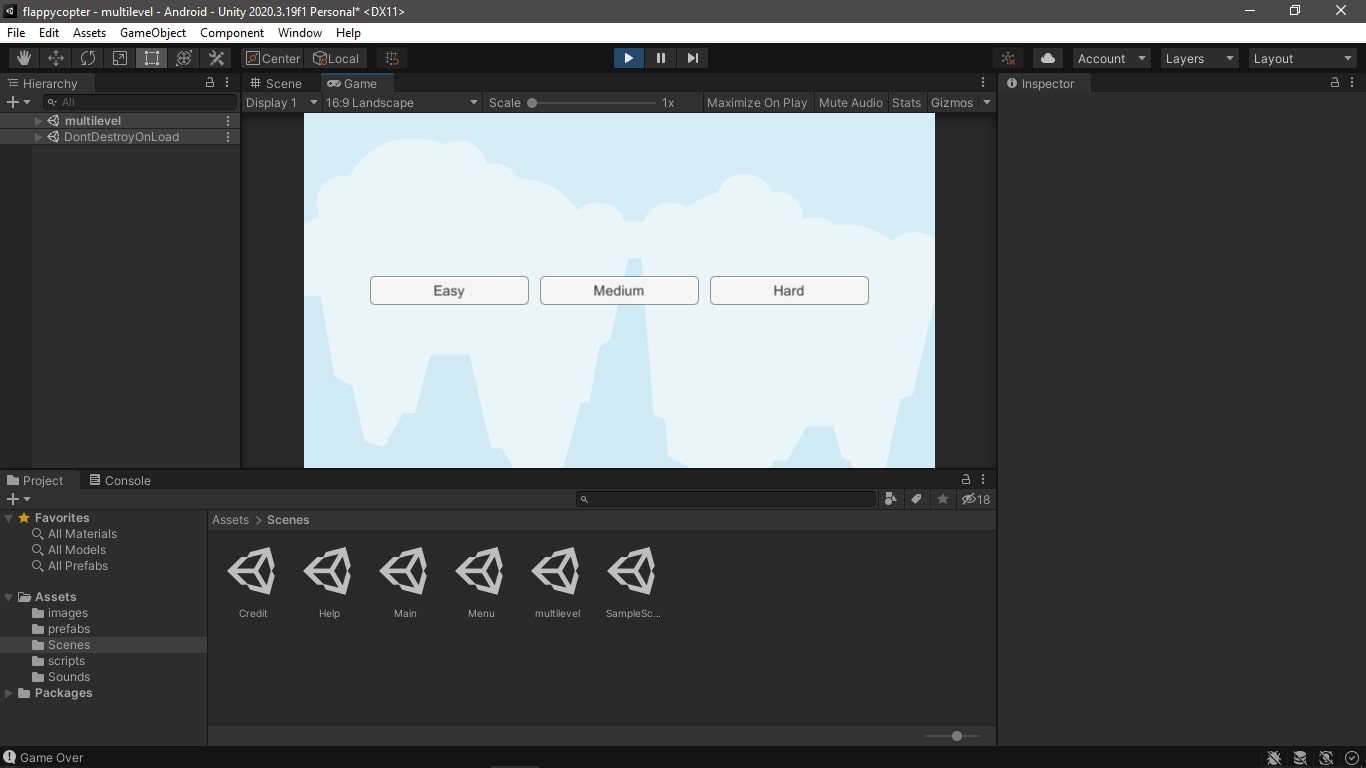 flappycopter - multilevel - Android - Unity 2020.3.19f1 Personal* <DX11>
File Edit Assets GameObject Component Window Help
Center Local Account Layers Layout
Hierarchy
All
multilevel
DontDestroyOnLoad
Scene Game
Display 1 16:9 Landscape Scale 1x Maximize On Play Mute Audio Stats Gizmos
Easy Medium Hard
Inspector
Project Console
18
Favorites
All Materials
All Models
All Prefabs
Assets
images
prefabs
Scenes
scripts
Sounds
Packages
Assets > Scenes
Credit Help Main Menu multilevel SampleSc...
Game Over